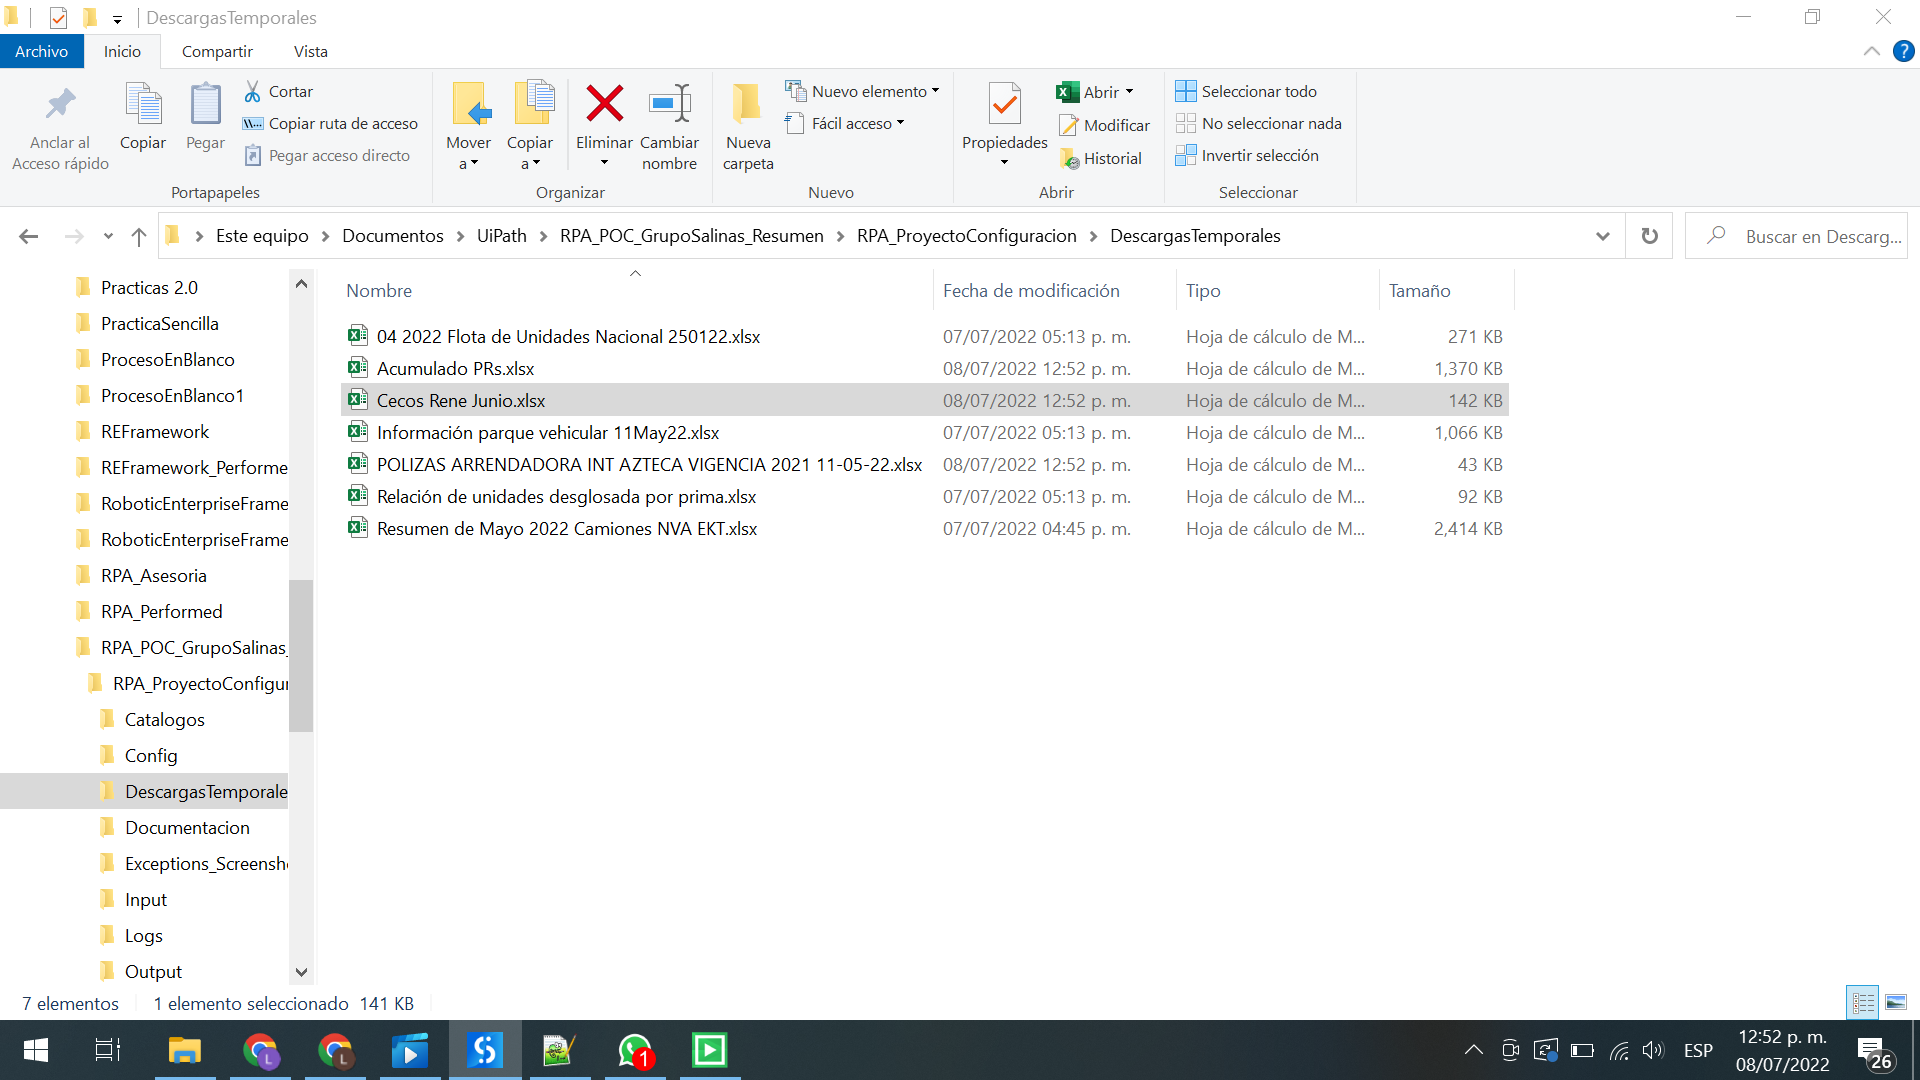 DescargasTemporales
Archivo Inicio Compartir Vista
Anclar al Acceso rápido
Copiar
Pegar
Cortar
Copiar ruta de acceso
Pegar acceso directo
Portapapeles
Mover a
Copiar a
Eliminar
Cambiar nombre
Organizar
Nueva carpeta
Nuevo elemento
Fácil acceso
Nuevo
Propiedades
Abrir
Modificar
Historial
Abrir
Seleccionar todo
No seleccionar nada
Invertir selección
Seleccionar
Este equipo > Documentos > UiPath > RPA_POC_GrupoSalinas_Resumen > RPA_ProyectoConfiguracion > DescargasTemporales
Buscar en Descarg...
Practicas 2.0
PracticaSencilla
ProcesoEnBlanco
ProcesoEnBlanco1
REFramework
REFramework_Performe
RoboticEnterpriseFrame
RoboticEnterpriseFrame
RPA_Asesoria
RPA_Performed
RPA_POC_GrupoSalinas_
RPA_ProyectoConfigur
Catalogos
Config
DescargasTemporale
Documentacion
Exceptions_Screensh
Input
Logs
Output
Nombre Fecha de modificación Tipo Tamaño
04 2022 Flota de Unidades Nacional 250122.xlsx 07/07/2022 05:13 p. m. Hoja de cálculo de M... 271 KB
Acumulado PRs.xlsx 08/07/2022 12:52 p. m. Hoja de cálculo de M... 1,370 KB
Cecos Rene Junio.xlsx 08/07/2022 12:52 p. m. Hoja de cálculo de M... 142 KB
Información parque vehicular 11May22.xlsx 07/07/2022 05:13 p. m. Hoja de cálculo de M... 1,066 KB
POLIZAS ARRENDADORA INT AZTECA VIGENCIA 2021 11-05-22.xlsx 08/07/2022 12:52 p. m. Hoja de cálculo de M... 43 KB
Relación de unidades desglosada por prima.xlsx 07/07/2022 05:13 p. m. Hoja de cálculo de M... 92 KB
Resumen de Mayo 2022 Camiones NVA EKT.xlsx 07/07/2022 04:45 p. m. Hoja de cálculo de M... 2,414 KB
7 elementos 1 elemento seleccionado 141 KB
L
L
1
ESP
12:52 p. m.
08/07/2022
26